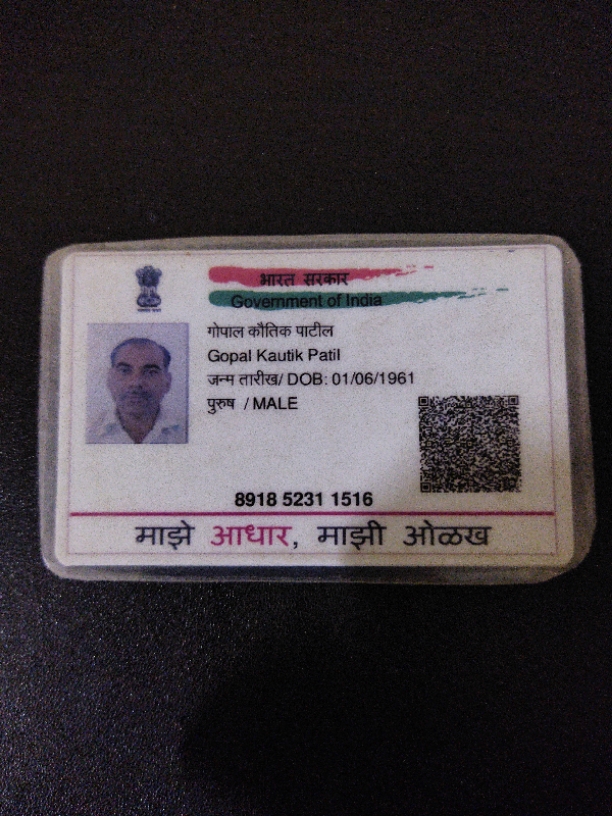 भारत सरकार
Government of India
गोपाल कौतिक पाटील
Gopal Kautik Patil
जन्म तारीख/ DOB: 01/06/1961
पुरुष / MALE
8918 5231 1516
माझे आधार, माझी ओळख